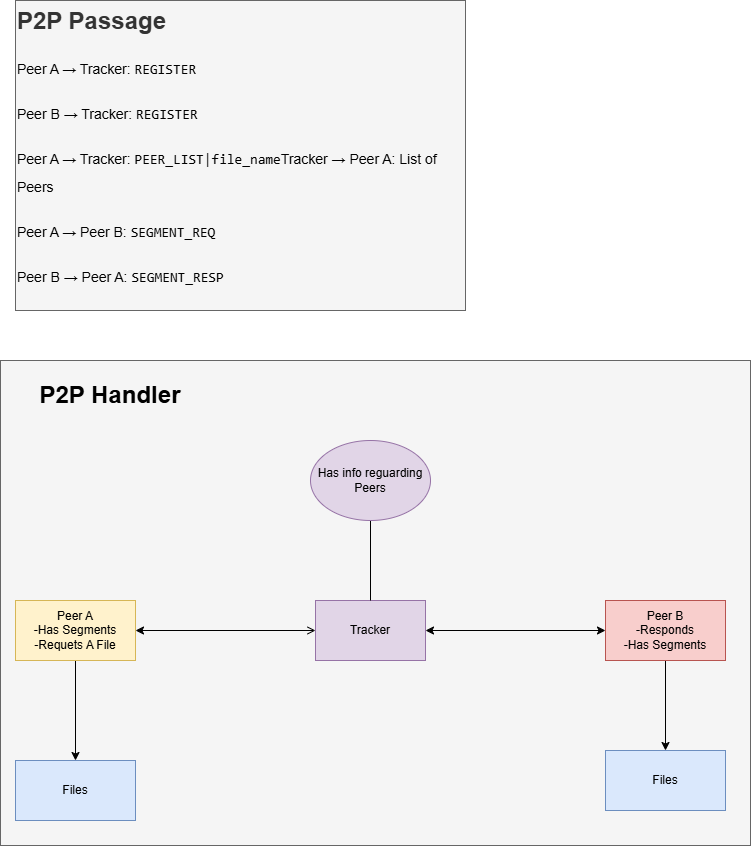 P2P Passage
Peer A → Tracker: REGISTER
Peer B → Tracker: REGISTER
Peer A → Tracker: PEER_LIST|file_nameTracker → Peer A: List of
Peers
Peer A → Peer B: SEGMENT_REQ
Peer B → Peer A: SEGMENT_RESP
P2P Handler
Has info reguarding
Peers
Peer A
-Has Segments
-Requets A File
Tracker
Peer B
-Responds
-Has Segments
Files
Files